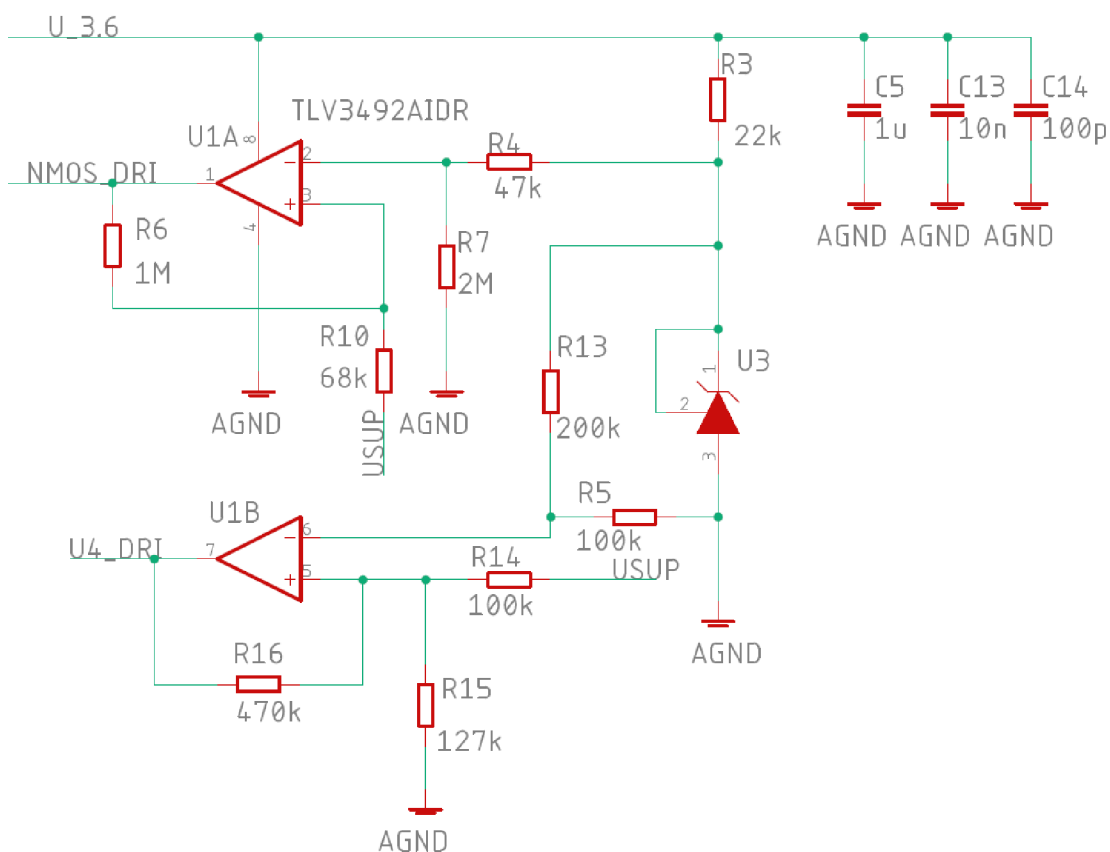 U_3.6
R3
22k
C5
1u
C13
10n
C14
100p
AGND
AGND
AGND
TLV3492AIDR
U1A
8
2
1
3
4
NMOS_DRI
R4
47k
R6
1M
R7
2M
R10
68k
USUP
AGND
AGND
R13
200k
U3
1
2
3
R5
100k
U1B
6
7
5
U4_DRI
R14
100k
USUP
AGND
R16
470k
R15
127k
AGND